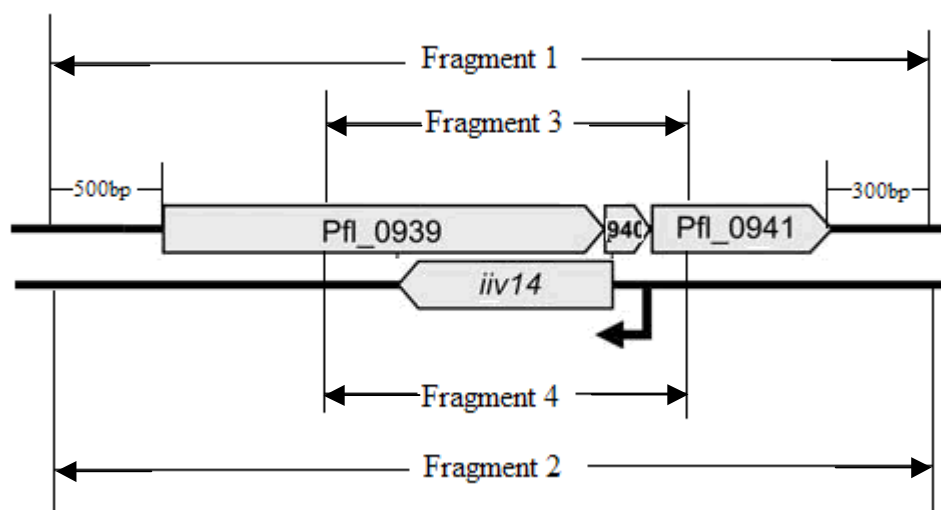 Fragment 1
Fragment 3
500bp
300bp
Pfl_0939
940
Pfl_0941
iiv14
Fragment 4
Fragment 2